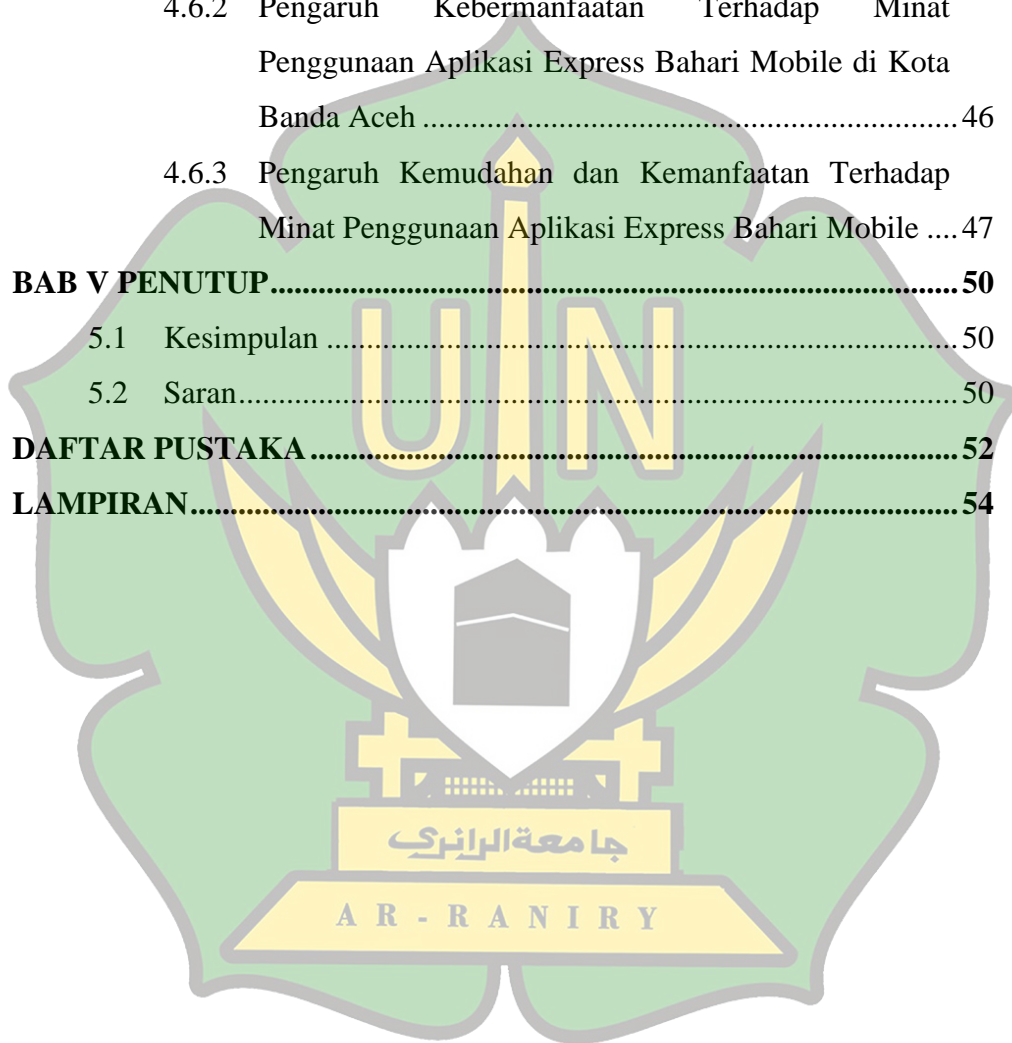 4.6.2 Pengaruh Kebermanfaatan Terhadap Minat
Penggunaan Aplikasi Express Bahari Mobile di Kota
Banda Aceh ............................................................ 46
4.6.3 Pengaruh Kemudahan dan Kemanfaatan Terhadap
Minat Penggunaan Aplikasi Express Bahari Mobile .... 47
BAB V PENUTUP.................................................................................... 50
5.1 Kesimpulan ........................................................................ 50
5.2 Saran.................................................................................. 50
DAFTAR PUSTAKA ............................................................................... 52
LAMPIRAN............................................................................................. 54
UIN
جامعةالرانري
AR-RANIRY